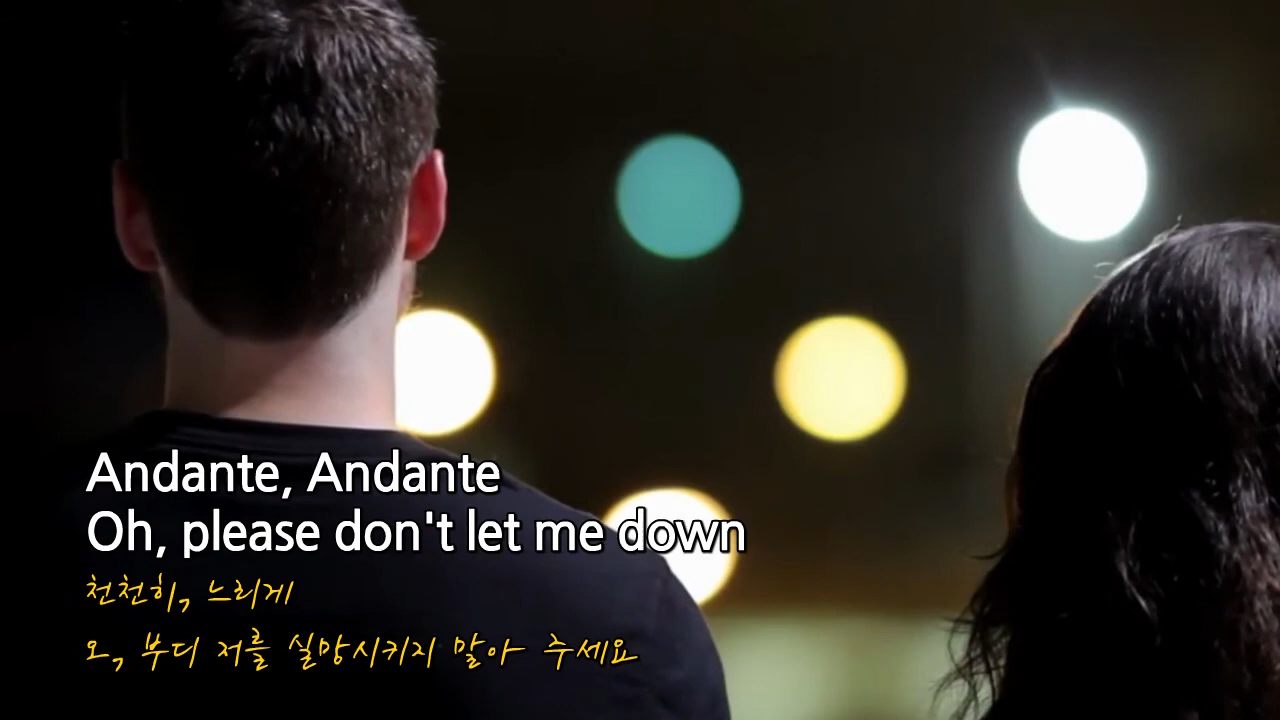 Andante, Andante
Oh, please don't let me down
천천히, 느리게
오, 부디 저를 실망시키지 말아 주세요